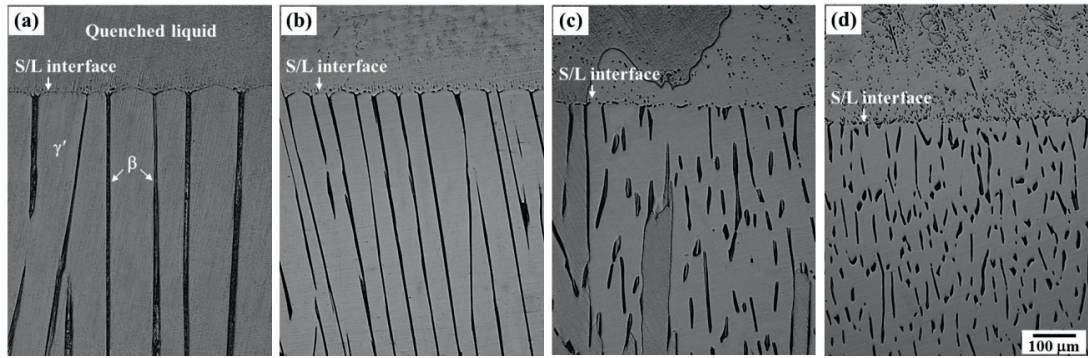 (a)
Quenched liquid
S/L interface
γ′
β
(b)
S/L interface
(c)
S/L interface
(d)
S/L interface
100 μm